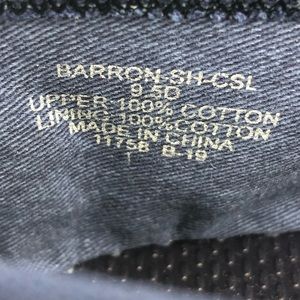 BARRON-SH-CSL
9.5D
UPPER 100% COTTON
LINING 100% COTTON
MADE IN CHINA
11758 B-19